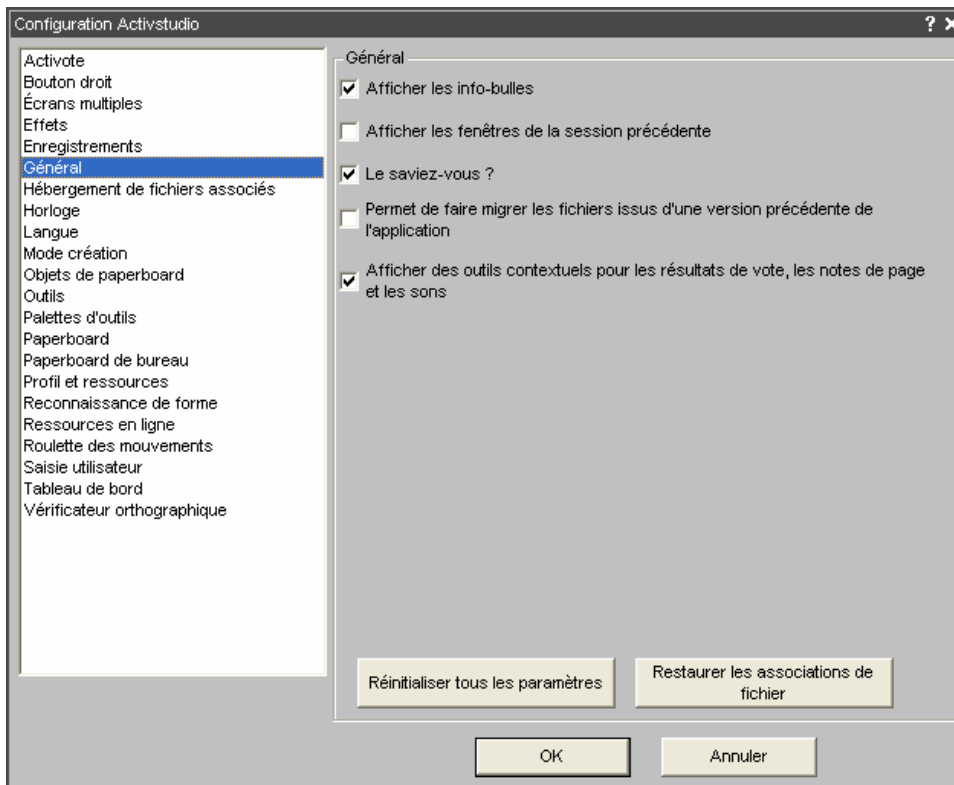 Configuration Activstudio
Activote
Bouton droit
Écrans multiples
Effets
Enregistrements
Général
Hébergement de fichiers associés
Horloge
Langue
Mode création
Objets de paperboard
Outils
Palettes d'outils
Paperboard
Paperboard de bureau
Profil et ressources
Reconnaissance de forme
Ressources en ligne
Roulette des mouvements
Saisie utilisateur
Tableau de bord
Vérificateur orthographique
Général
Afficher les info-bulles
Afficher les fenêtres de la session précédente
Le saviez-vous ?
Permet de faire migrer les fichiers issus d'une version précédente de
l'application
Afficher des outils contextuels pour les résultats de vote, les notes de page
et les sons
Réinitialiser tous les paramètres
Restaurer les associations de
fichier
OK
Annuler